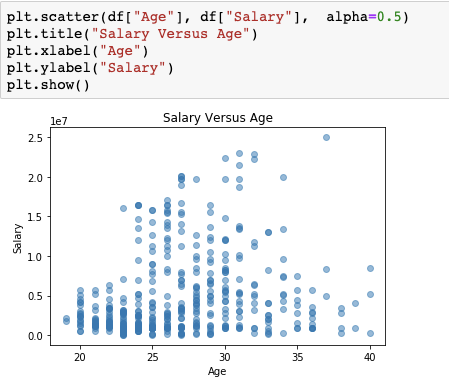 plt.scatter(df["Age"], df["Salary"],  alpha=0.5)
plt.title("Salary Versus Age")
plt.xlabel("Age")
plt.ylabel("Salary")
plt.show()
Salary Versus Age
1e7
2.5
2.0
1.5
1.0
0.5
0.0
Salary
20 25 30 35 40
Age